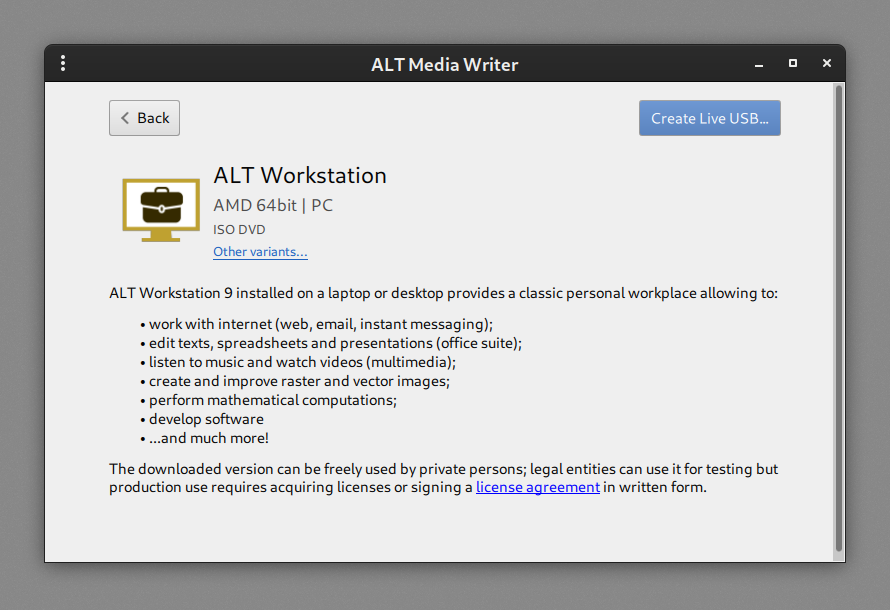 ALT Media Writer
Back
Create Live USB...
ALT Workstation
AMD 64bit | PC
ISO DVD
Other variants...
ALT Workstation 9 installed on a laptop or desktop provides a classic personal workplace allowing to:
• work with internet (web, email, instant messaging);
• edit texts, spreadsheets and presentations (office suite);
• listen to music and watch videos (multimedia);
• create and improve raster and vector images;
• perform mathematical computations;
• develop software
• ...and much more!
The downloaded version can be freely used by private persons; legal entities can use it for testing but
production use requires acquiring licenses or signing a license agreement in written form.